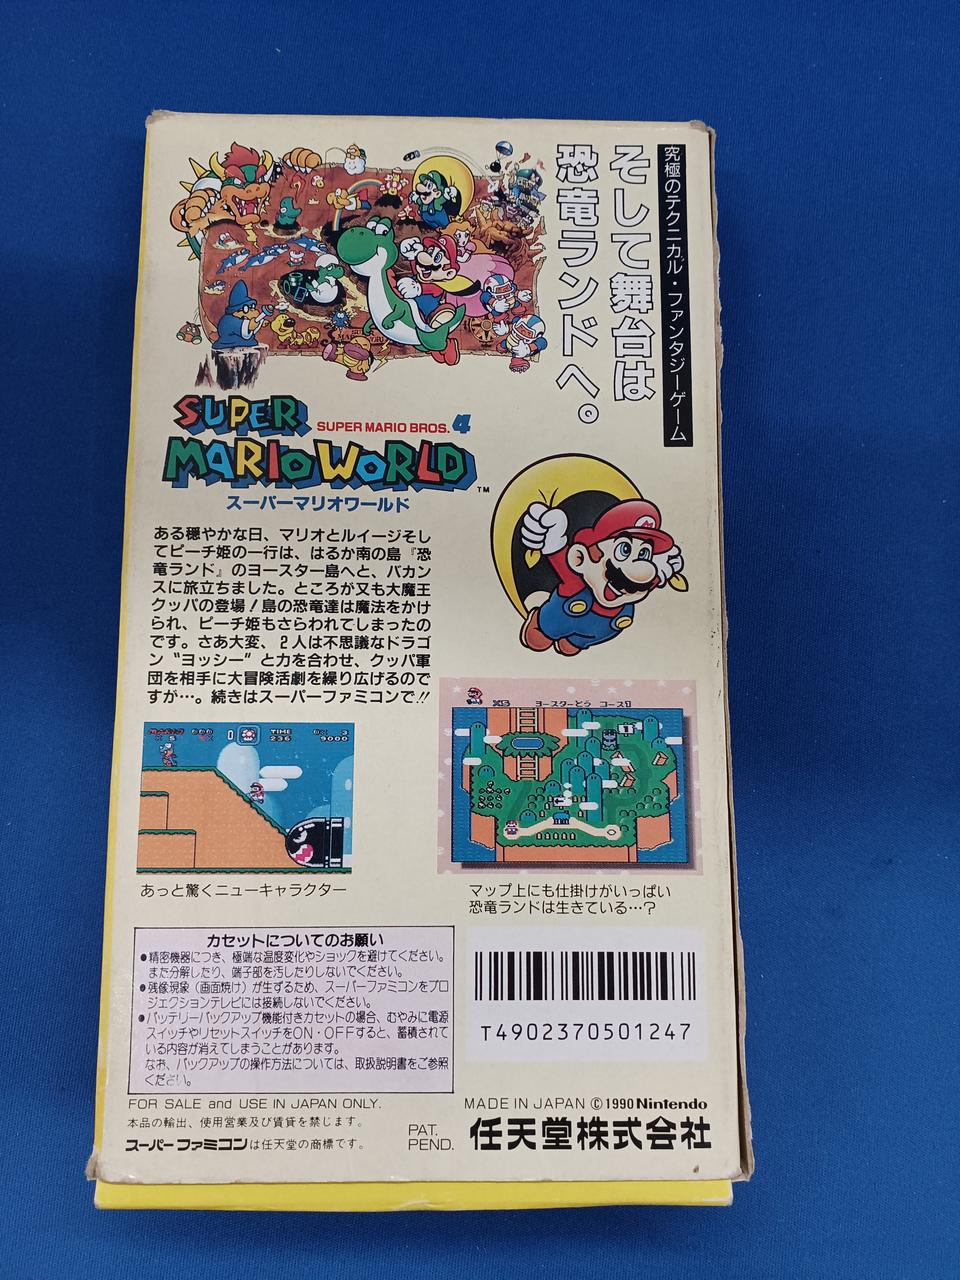 究極のテクニカル・ファンタジーゲーム
そして舞台は
恐竜ランドへ。
SUPER
SUPER MARIO BROS. 4
MARIO WORLD™
スーパーマリオワールド
ある穏やかな日、マリオとルイージそし
てピーチ姫の一行は、はるか南の島『恐
竜ランド』のヨースター島へと、バカン
スに旅立ちました。ところが又も大魔王
クッパの登場！島の恐竜達は魔法をかけ
られ、ピーチ姫もさらわれてしまったの
です。さあ大変、2人は不思議なドラゴ
ン“ヨッシー”と力を合わせ、クッパ軍
団を相手に大冒険活劇を繰り広げるので
すが…。続きはスーパーファミコンで!!
TIME
236
9000
あっと驚くニューキャラクター
ヨースターとう コース1
マップ上にも仕掛けがいっぱい
恐竜ランドは生きている…？
カセットについてのお願い
●精密機器につき、極端な温度変化やショックを避けてください。
また分解したり、端子部を汚したりしないでください。
●残像現象（画面焼け）が生ずるため、スーパーファミコンをプロ
ジェクションテレビには接続しないでください。
●バッテリーバックアップ機能付きカセットの場合、むやみに電源
スイッチやリセットスイッチをON・OFFすると、蓄積されて
いる内容が消えてしまうことがあります。
なお、バックアップの操作方法については、取扱説明書をご参照
ください。
T4902370501247
FOR SALE and USE IN JAPAN ONLY.
本品の輸出、使用営業及び賃貸を禁じます。
スーパーファミコンは任天堂の商標です。
PAT.
PEND.
MADE IN JAPAN ©1990 Nintendo
任天堂株式会社